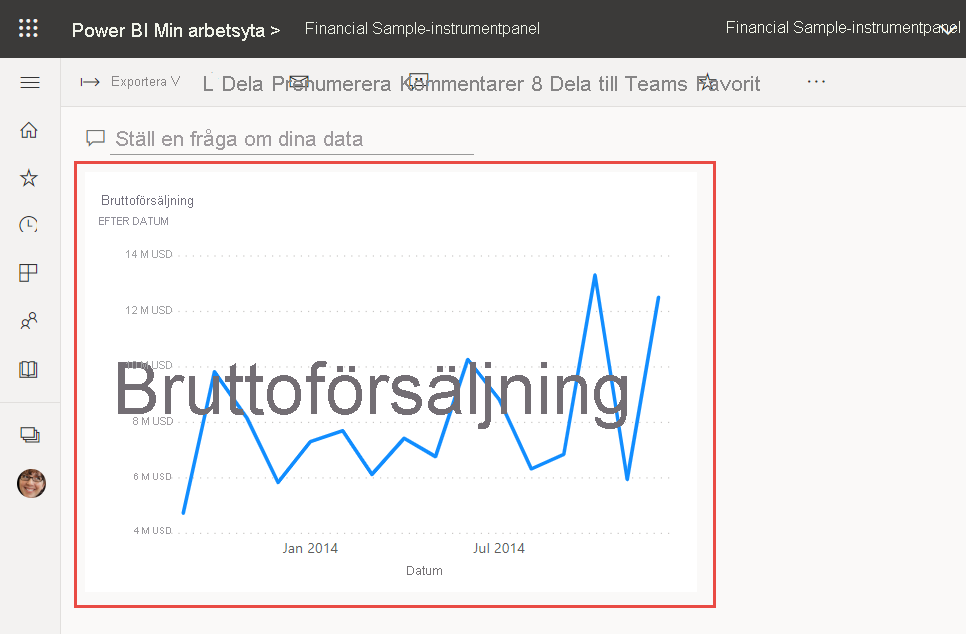 Power BI Min arbetsyta > Financial Sample-instrumentpanel Financial Sample-instrumentpanel
Exportera V L Dela Prenumerera Kommentarer 8 Dela till Teams Favorit ...
Ställ en fråga om dina data
Bruttoförsäljning
EFTER DATUM
14 M USD
12 M USD
10 M USD
Bruttoförsäljning
8 M USD
6 M USD
4 M USD
Jan 2014 Jul 2014
Datum